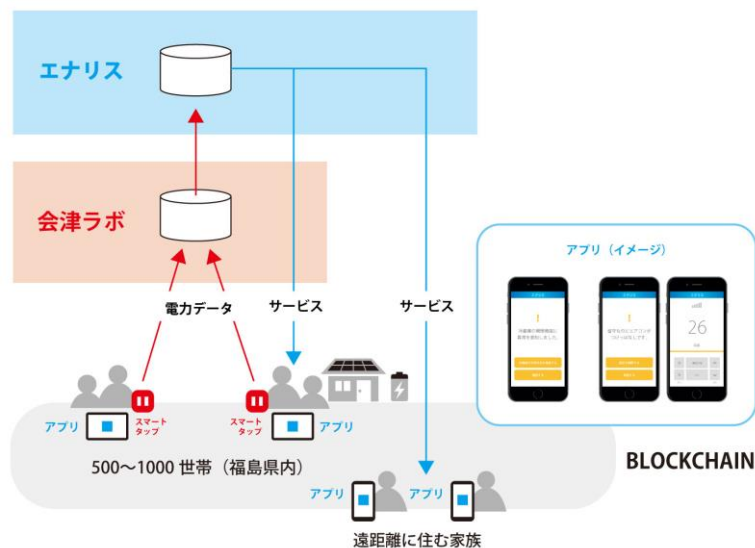 エナリス
会津ラボ
電力データ
サービス
サービス
アプリ（イメージ）
26
アプリ
スマート
タップ
スマート
タップ
アプリ
500〜1000 世帯（福島県内）
BLOCKCHAIN
アプリ
アプリ
遠距離に住む家族